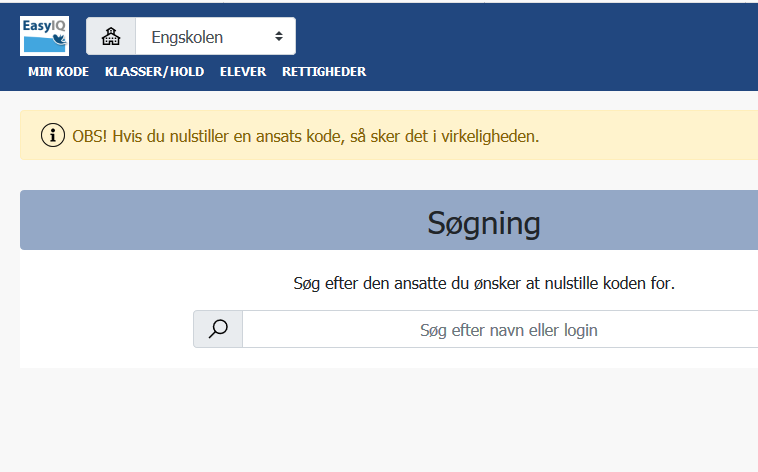 EasyIQ
Engskolen
MIN KODE KLASSER/HOLD ELEVER RETTIGHEDER
OBS! Hvis du nulstiller en ansats kode, så sker det i virkeligheden.
Søgning
Søg efter den ansatte du ønsker at nulstille koden for.
Søg efter navn eller login